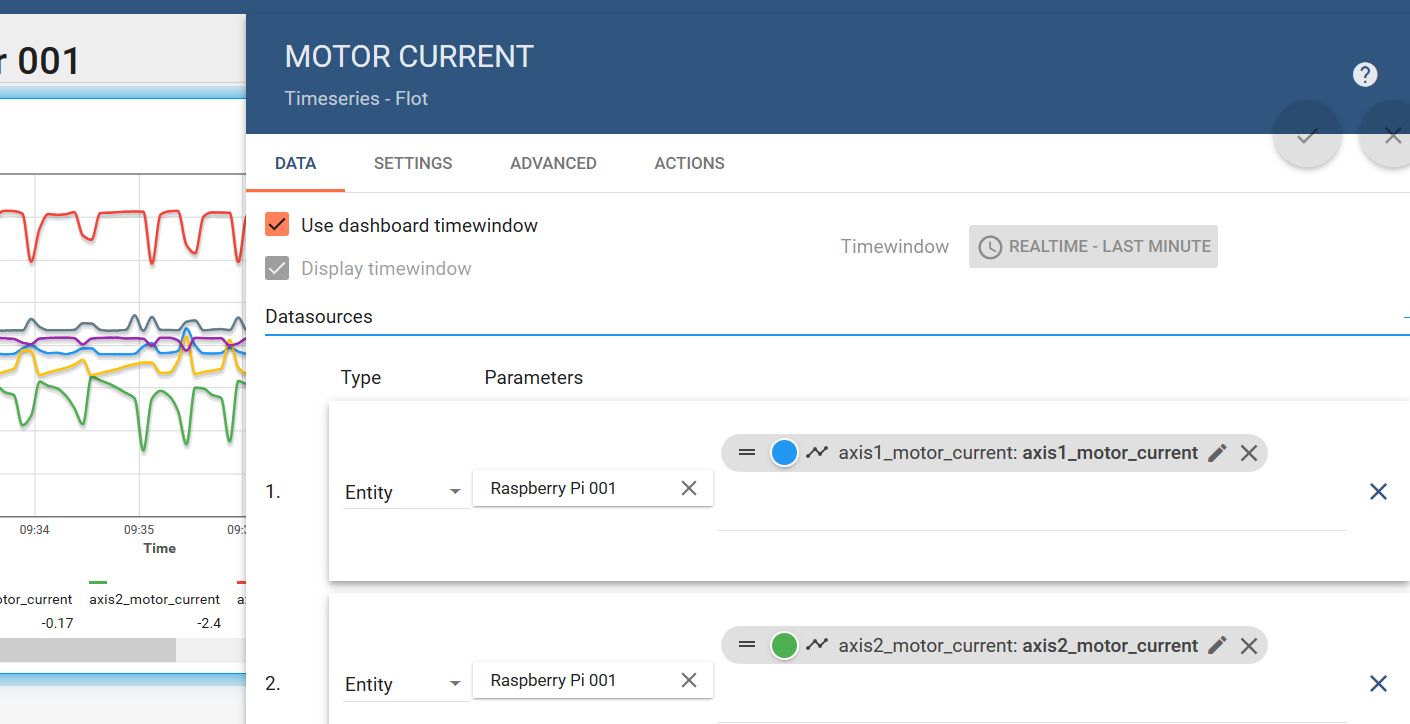 r 001
MOTOR CURRENT
Timeseries - Flot
?
DATA SETTINGS ADVANCED ACTIONS
Use dashboard timewindow
Display timewindow
Timewindow REALTIME - LAST MINUTE
Datasources
Type Parameters
1. Entity Raspberry Pi 001 axis1_motor_current: axis1_motor_current
2. Entity Raspberry Pi 001 axis2_motor_current: axis2_motor_current
09:34 09:35 09:3
Time
otor_current axis2_motor_current a
-0.17 -2.4